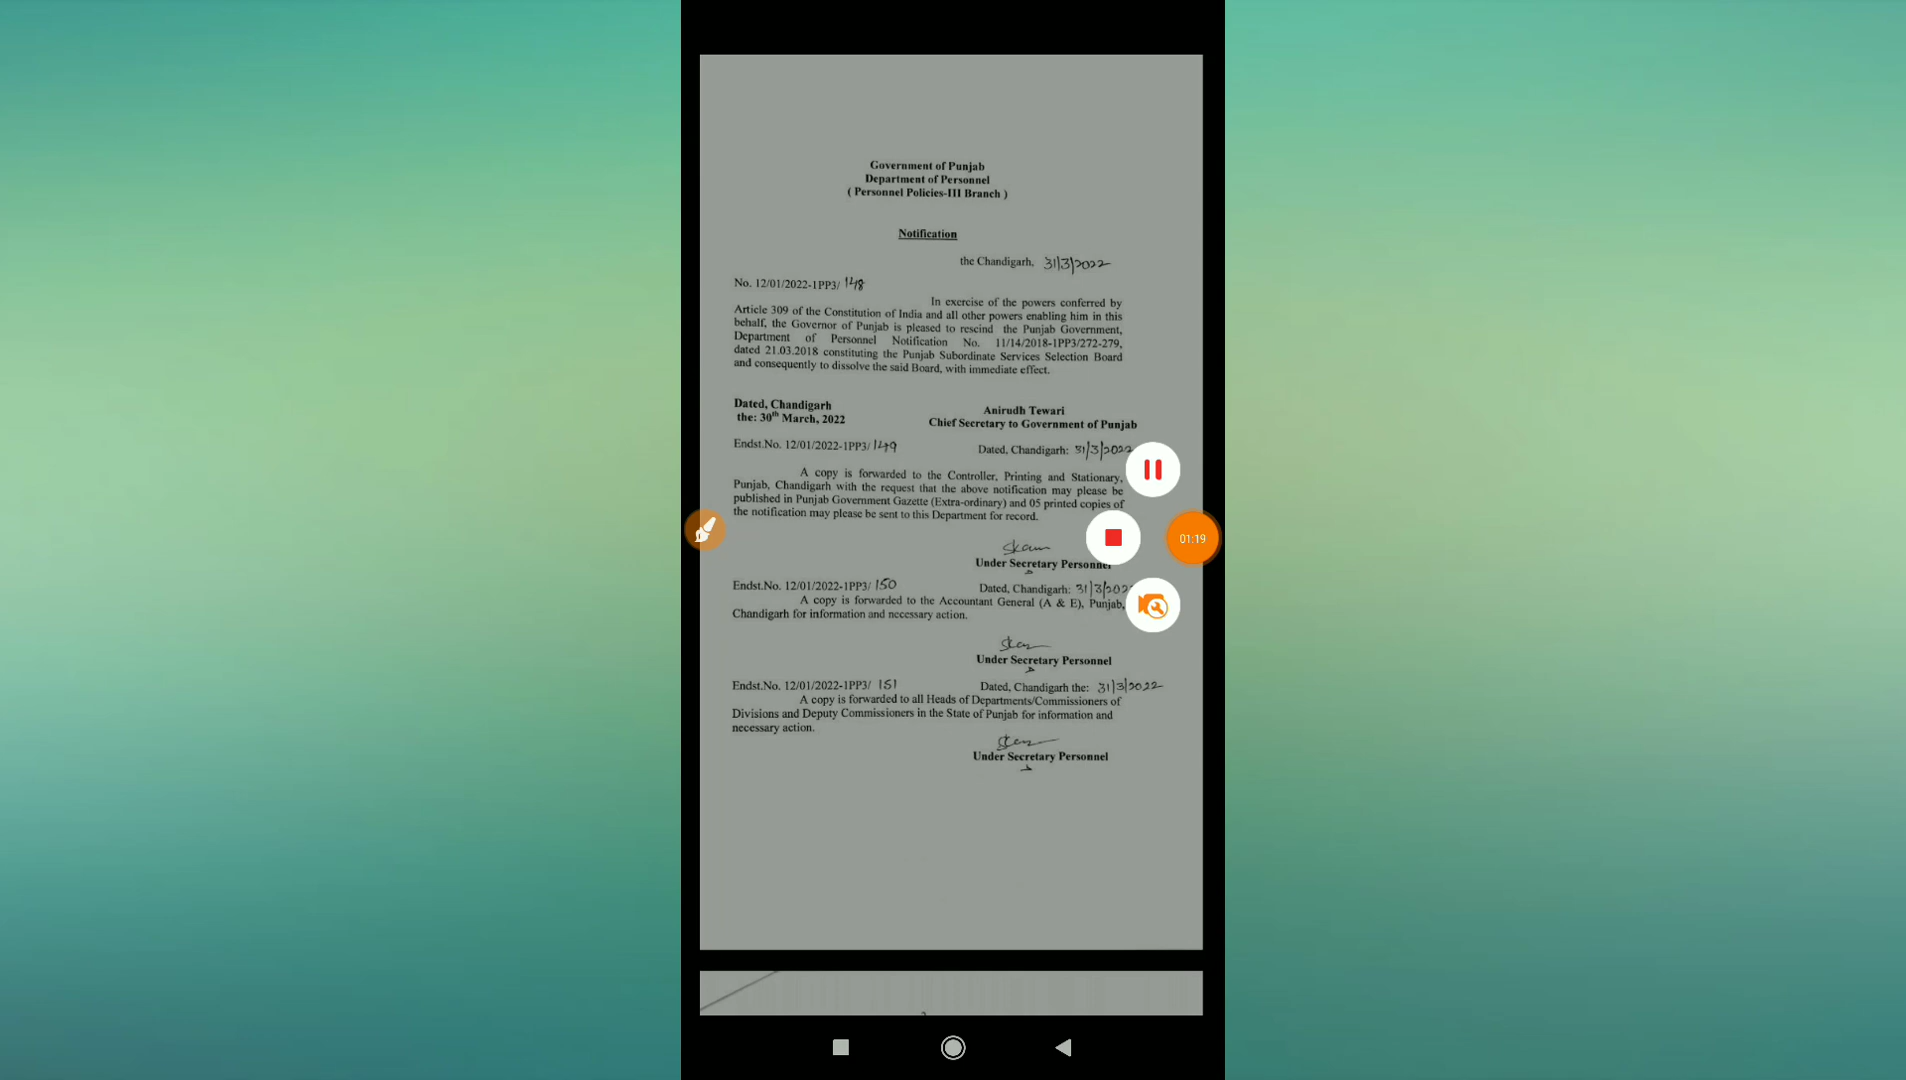 Government of Punjab
Department of Personnel
( Personnel Policies-III Branch )
Notification
the Chandigarh, 31/3/2022
No. 12/01/2022-1PP3/ 148
In exercise of the powers conferred by
Article 309 of the Constitution of India and all other powers enabling him in this
behalf, the Governor of Punjab is pleased to rescind the Punjab Government,
Department of Personnel Notification No. 11/14/2018-1PP3/272-279,
dated 21.03.2018 constituting the Punjab Subordinate Services Selection Board
and consequently to dissolve the said Board, with immediate effect.
Dated, Chandigarh
the: 30th March, 2022
Anirudh Tewari
Chief Secretary to Government of Punjab
Endst.No. 12/01/2022-1PP3/ 149 Dated, Chandigarh: 31/3/2022
A copy is forwarded to the Controller, Printing and Stationary,
Punjab, Chandigarh with the request that the above notification may please be
published in Punjab Government Gazette (Extra-ordinary) and 05 printed copies of
the notification may please be sent to this Department for record.
01:19
Under Secretary Personnel
Endst.No. 12/01/2022-1PP3/ 150 Dated, Chandigarh: 31/3/202
A copy is forwarded to the Accountant General (A & E), Punjab,
Chandigarh for information and necessary action.
Under Secretary Personnel
Endst.No. 12/01/2022-1PP3/ 151 Dated, Chandigarh the: 31/3/2022
A copy is forwarded to all Heads of Departments/Commissioners of
Divisions and Deputy Commissioners in the State of Punjab for information and
necessary action.
Under Secretary Personnel